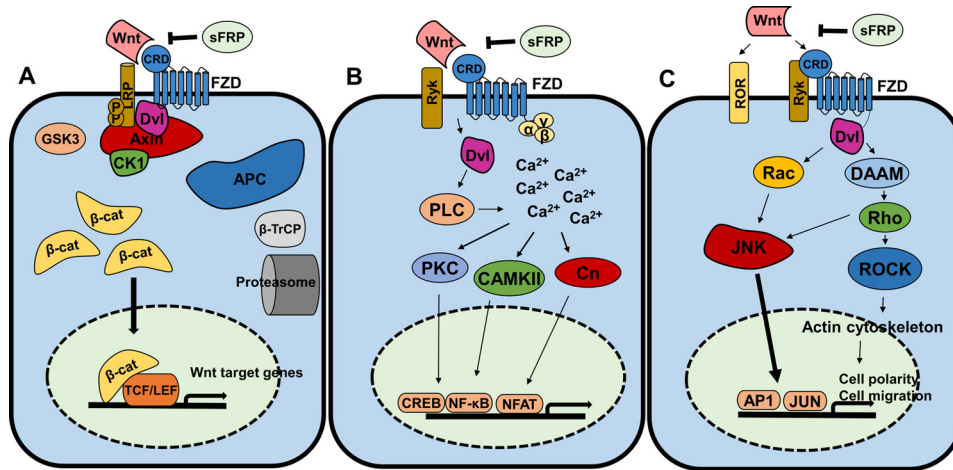 A
Wnt
sFRP
CRD
LRP
FZD
P
P
Dvl
Axin
CK1
GSK3
APC
β-cat
β-cat
β-cat
β-TrCP
Proteasome
β-cat
TCF/LEF
Wnt target genes
B
Wnt
sFRP
CRD
Ryk
FZD
α
β
γ
Dvl
Ca2+
Ca2+
Ca2+
Ca2+
Ca2+
Ca2+
PLC
PKC
CAMKII
Cn
CREB
NF-κB
NFAT
C
Wnt
sFRP
CRD
ROR
Ryk
FZD
Dvl
Rac
DAAM
Rho
JNK
ROCK
Actin cytoskeleton
Cell polarity
Cell migration
AP1
JUN